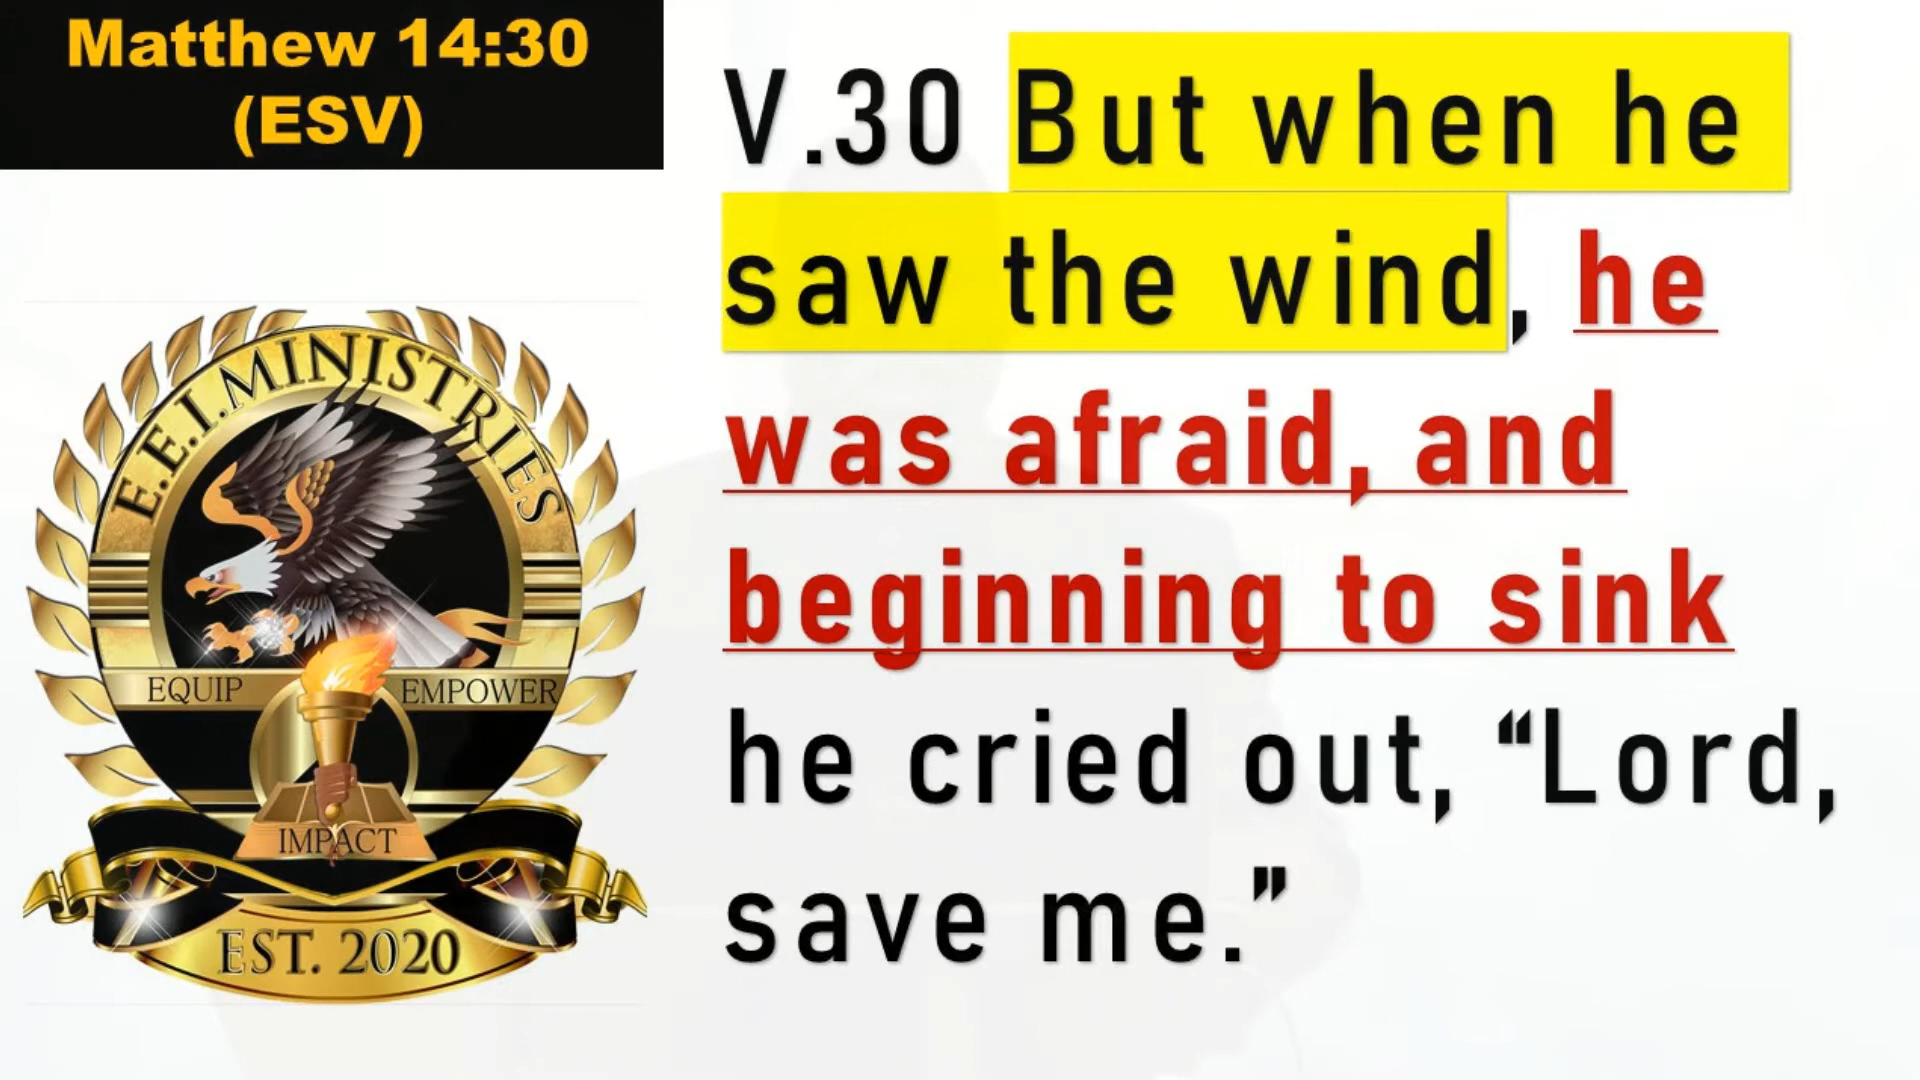 Matthew 14:30
(ESV)
V.30 But when he
saw the wind, he
was afraid, and
beginning to sink
he cried out, “Lord,
save me.”
E.E.I. MINISTRIES
EQUIP
EMPOWER
IMPACT
EST. 2020